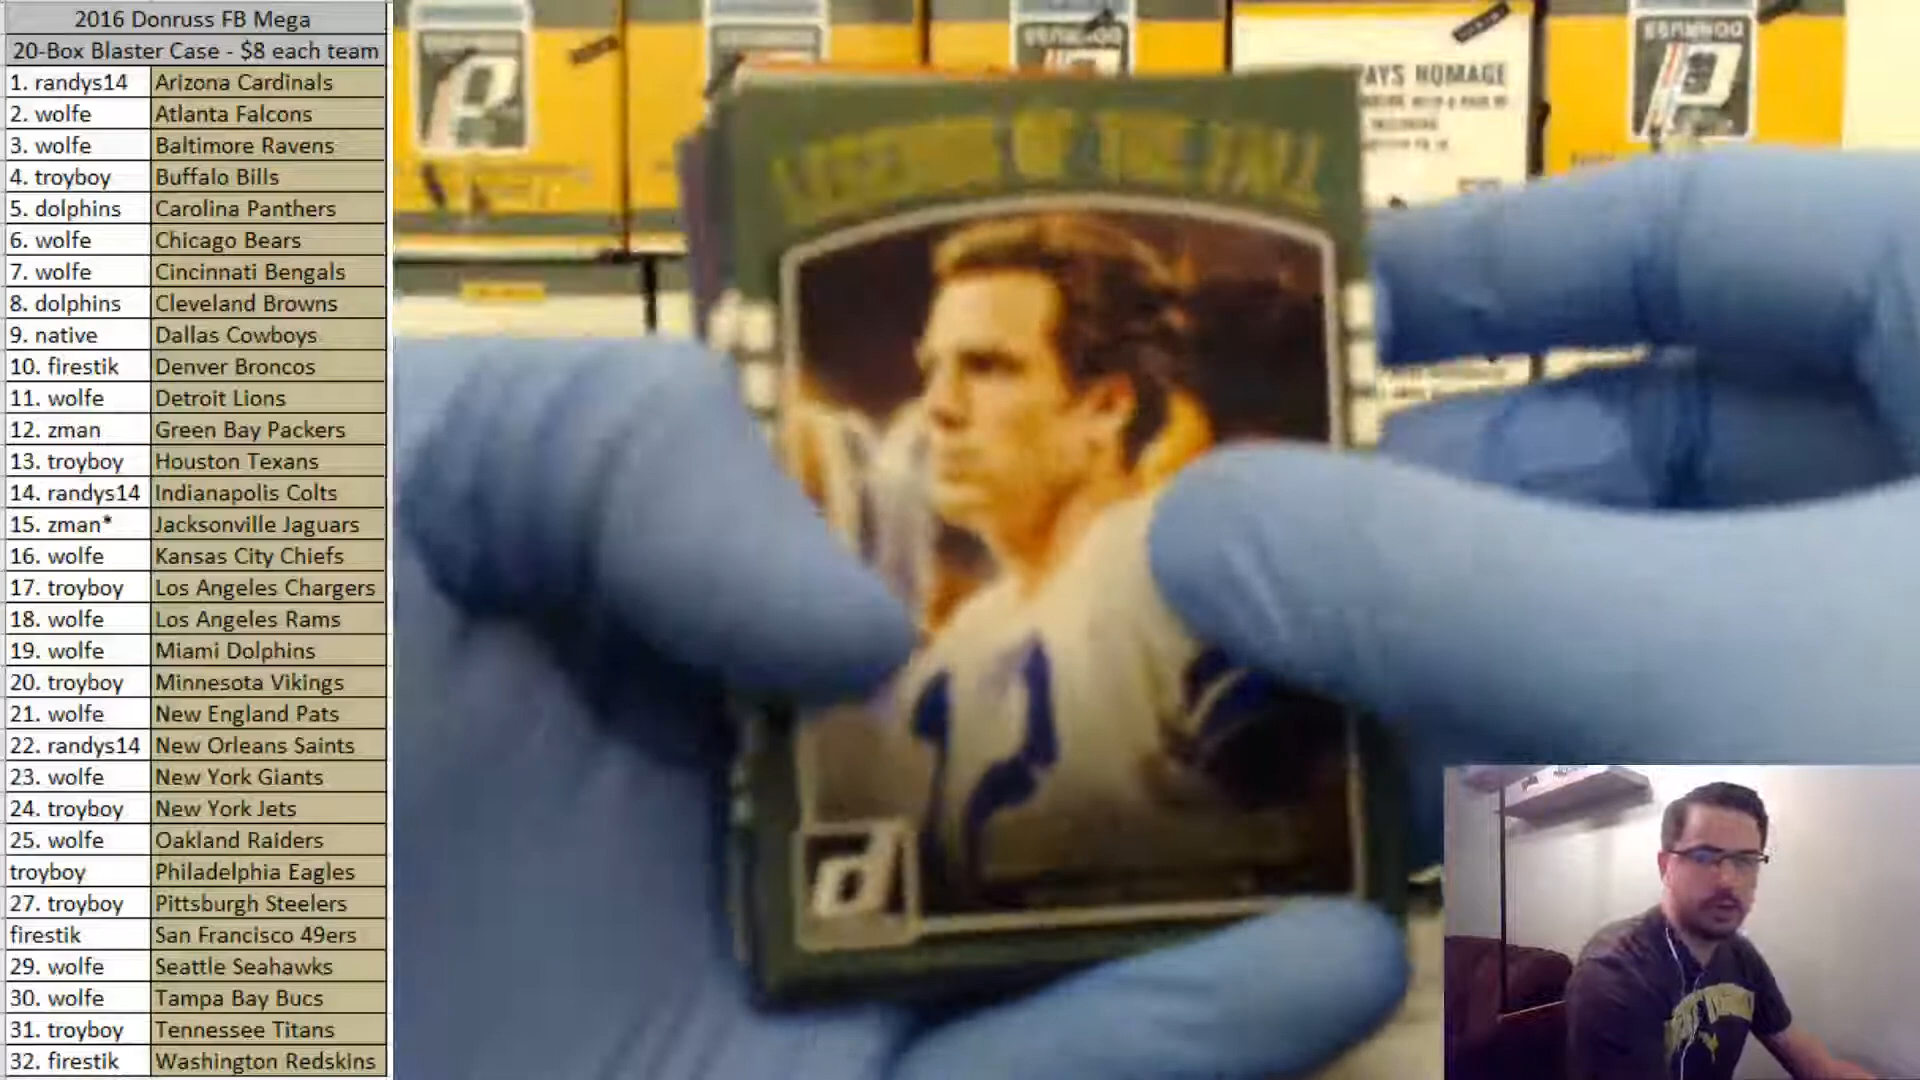 2016 Donruss FB Mega
20-Box Blaster Case - $8 each team
1. randys14 Arizona Cardinals
2. wolfe Atlanta Falcons
3. wolfe Baltimore Ravens
4. troyboy Buffalo Bills
5. dolphins Carolina Panthers
6. wolfe Chicago Bears
7. wolfe Cincinnati Bengals
8. dolphins Cleveland Browns
9. native Dallas Cowboys
10. firestik Denver Broncos
11. wolfe Detroit Lions
12. zman Green Bay Packers
13. troyboy Houston Texans
14. randys14 Indianapolis Colts
15. zman* Jacksonville Jaguars
16. wolfe Kansas City Chiefs
17. troyboy Los Angeles Chargers
18. wolfe Los Angeles Rams
19. wolfe Miami Dolphins
20. troyboy Minnesota Vikings
21. wolfe New England Pats
22. randys14 New Orleans Saints
23. wolfe New York Giants
24. troyboy New York Jets
25. wolfe Oakland Raiders
troyboy Philadelphia Eagles
27. troyboy Pittsburgh Steelers
firestik San Francisco 49ers
29. wolfe Seattle Seahawks
30. wolfe Tampa Bay Bucs
31. troyboy Tennessee Titans
32. firestik Washington Redskins
OF THE
12
d
PAYS HOMAGE
DONRUSS
DONRUSS